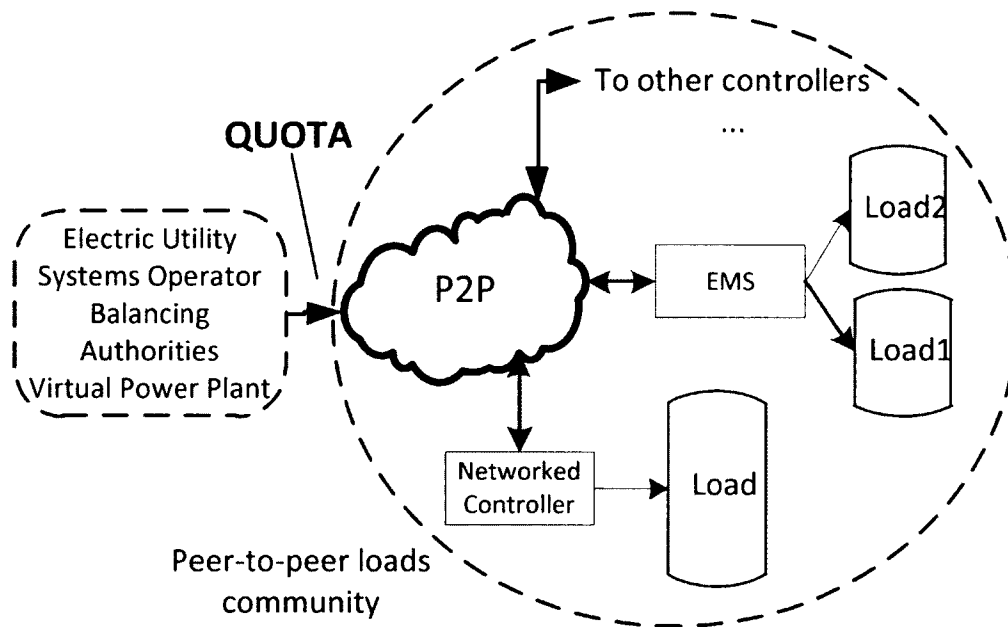 To other controllers
...
QUOTA
Electric Utility
Systems Operator
Balancing
Authorities
Virtual Power Plant
P2P
EMS
Load2
Load1
Networked
Controller
Load
Peer-to-peer loads
community